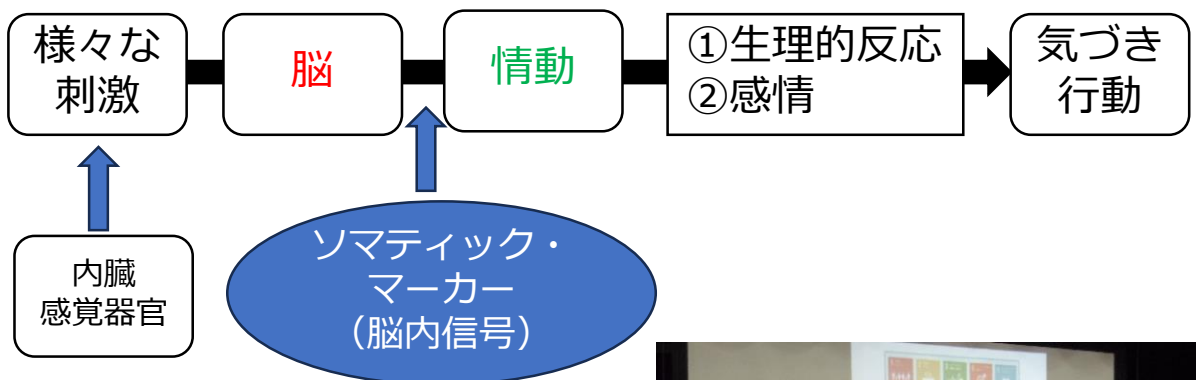 様々な
刺激
脳
情動
①生理的反応
②感情
気づき
行動
内臓
感覚器官
ソマティック・
マーカー
（脳内信号）